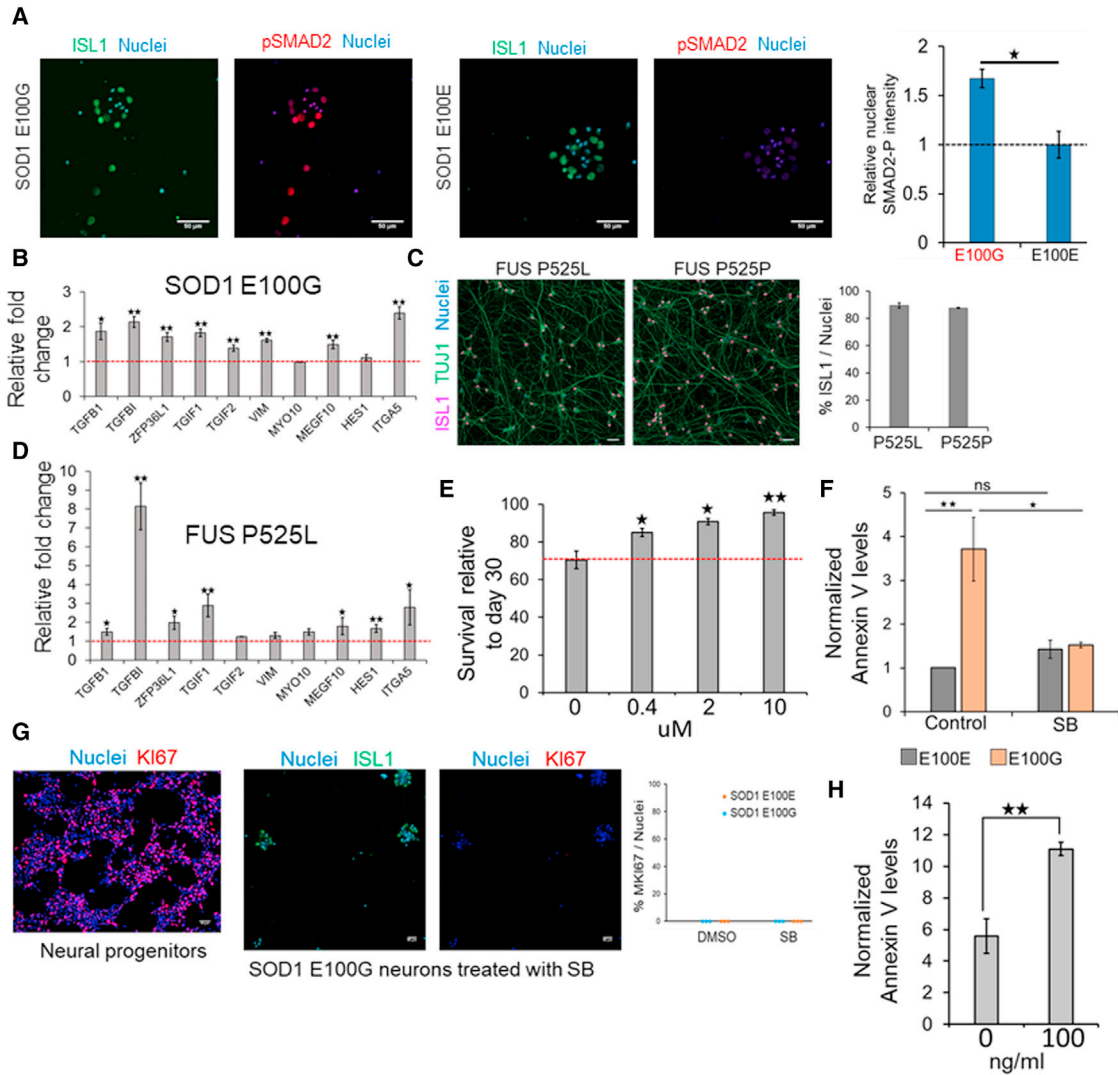 A
ISL1 Nuclei
pSMAD2 Nuclei
SOD1 E100G
50 µm
50 µm
ISL1 Nuclei
pSMAD2 Nuclei
SOD1 E100E
50 µm
50 µm
Relative nuclear
SMAD2-P intensity
2
1.5
1
0.5
0
★
E100G E100E
B
SOD1 E100G
Relative fold
change
3
2
1
0
★ ★★ ★★ ★★ ★★ ★★ ★★ ★★
TGFB1 TGFBI ZFP36L1 TGIF1 TGIF2 VIM MYO10 MEGF10 HES1 ITGA5
C
FUS P525L FUS P525P
ISL1 TUJ1 Nuclei
% ISL1 / Nuclei
100
80
60
40
20
0
P525L P525P
D
FUS P525L
Relative fold change
10
9
8
7
6
5
4
3
2
1
0
★ ★★ ★ ★★ ★ ★★ ★
TGFB1 TGFBI ZFP36L1 TGIF1 TGIF2 VIM MYO10 MEGF10 HES1 ITGA5
E
Survival relative
to day 30
100
80
60
40
20
0
★ ★ ★★
0 0.4 2 10
uM
F
Normalized
Annexin V levels
5
4
3
2
1
0
ns
** *
Control SB
E100E E100G
G
Nuclei KI67
Neural progenitors
Nuclei ISL1
Nuclei KI67
SOD1 E100G neurons treated with SB
% MKI67 / Nuclei
100
80
60
40
20
0
SOD1 E100E
SOD1 E100G
DMSO SB
H
Normalized
Annexin V levels
14
12
10
8
6
4
2
0
★★
0 100
ng/ml